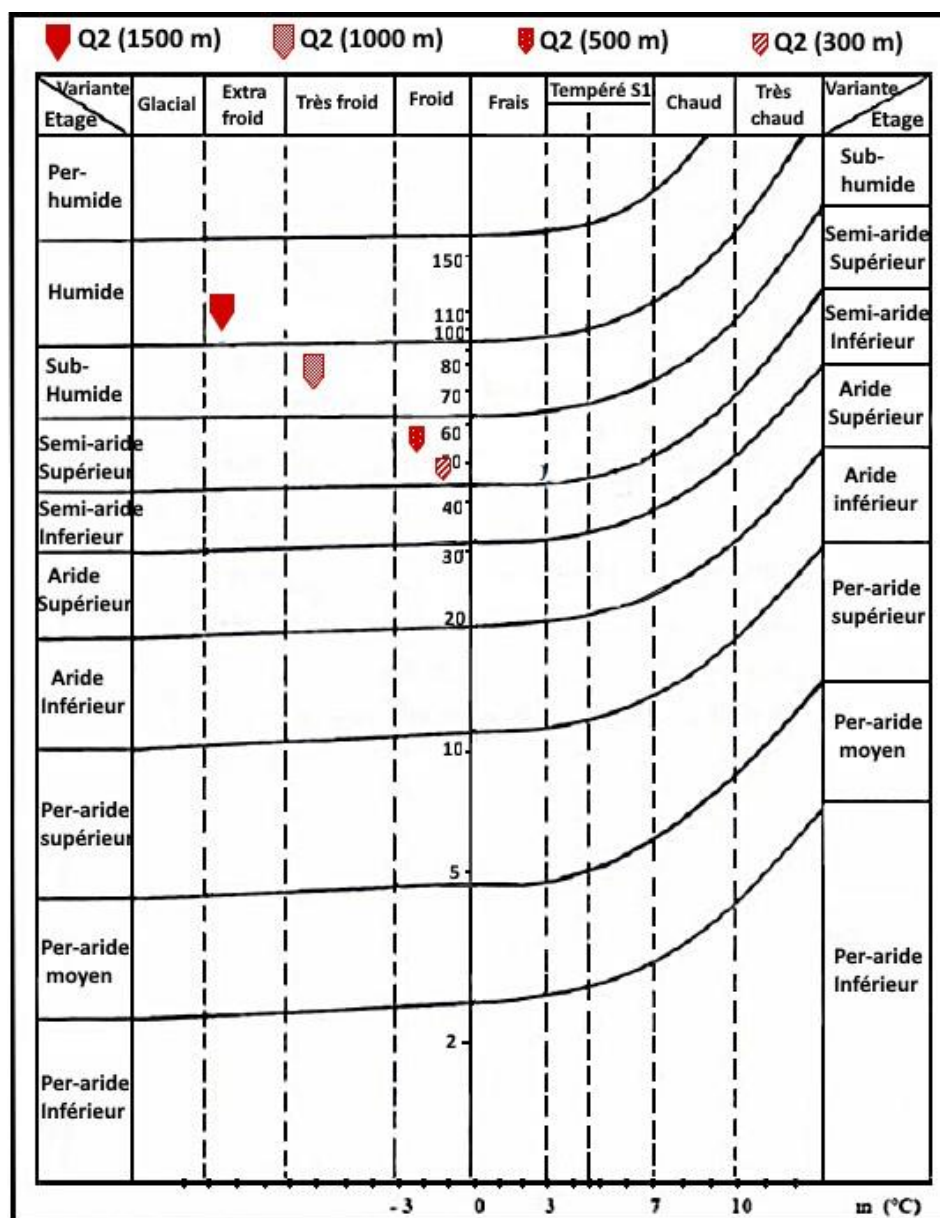 Q2 (1500 m) Q2 (1000 m) Q2 (500 m) Q2 (300 m)
Variante
Etage
Glacial
Extra
froid
Très froid
Froid
Frais
Tempéré S1
Chaud
Très
chaud
Variante
Etage
Per-
humide
Humide
Sub-
Humide
Semi-aride
Supérieur
Semi-aride
Inferieur
Aride
Supérieur
Aride
Inférieur
Per-aride
supérieur
Per-aride
moyen
Per-aride
Inférieur
150
110
100
80
70
60
40
30
20
10
5
2
Sub-
humide
Semi-aride
Supérieur
Semi-aride
Inférieur
Aride
Supérieur
Aride
inférieur
Per-aride
supérieur
Per-aride
moyen
Per-aride
Inférieur
- 3 0 3 7 10 m (°C)